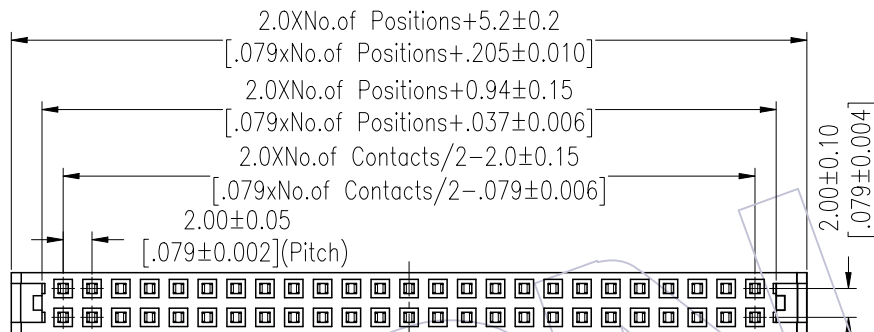 2.0XNo.of Positions+5.2±0.2
[.079xNo.of Positions+.205±0.010]
2.0XNo.of Positions+0.94±0.15
[.079xNo.of Positions+.037±0.006]
2.0XNo.of Contacts/2-2.0±0.15
[.079xNo.of Contacts/2-.079±0.006]
2.00±0.05
[.079±0.002](Pitch)
2.00±0.10
[.079±0.004]